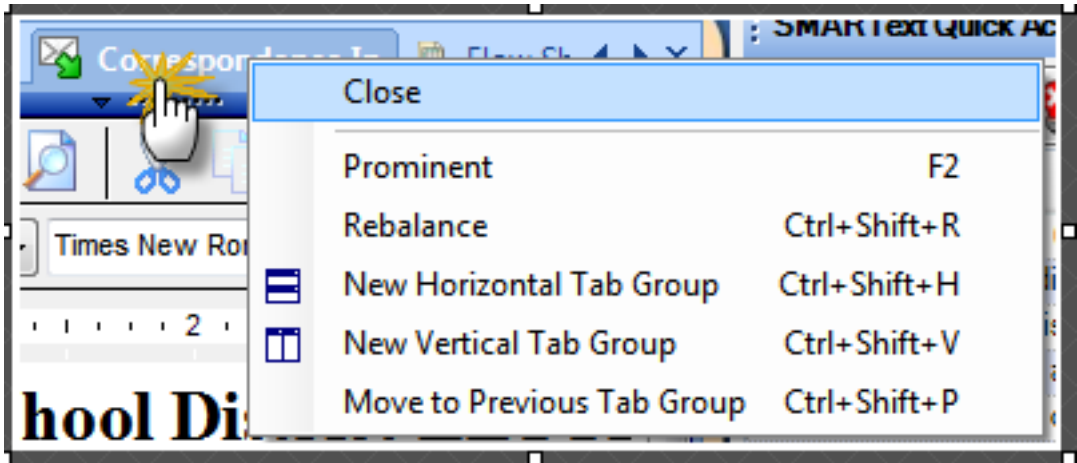 SMARText Quick Ac
Close
Prominent F2
Times New Ro
Rebalance Ctrl+Shift+R
New Horizontal Tab Group Ctrl+Shift+H
2
New Vertical Tab Group Ctrl+Shift+V
hool Di
Move to Previous Tab Group Ctrl+Shift+P